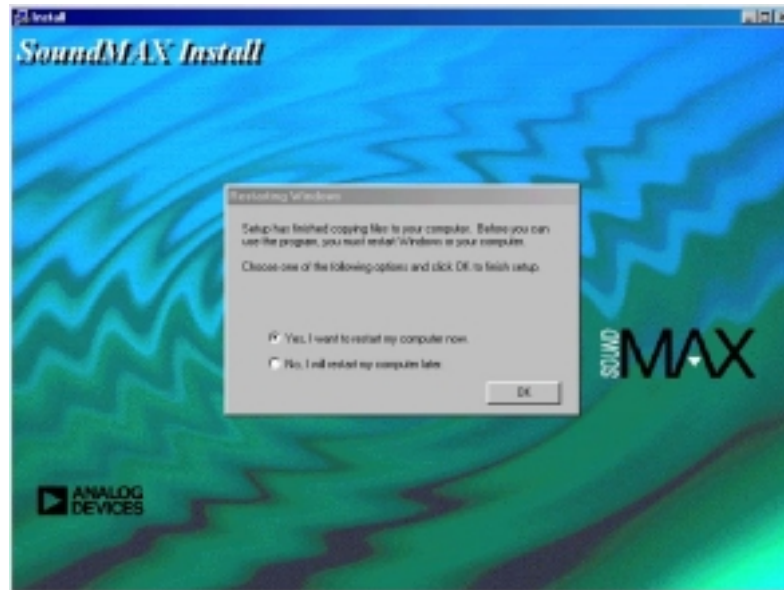 Install
SoundMAX Install
Restarting Windows
Setup has finished copying files to your computer. Before you can
use the program, you must restart Windows or your computer.
Choose one of the following options and click OK to finish setup.
Yes, I want to restart my computer now.
No, I will restart my computer later.
OK
SOUND MAX
ANALOG
DEVICES